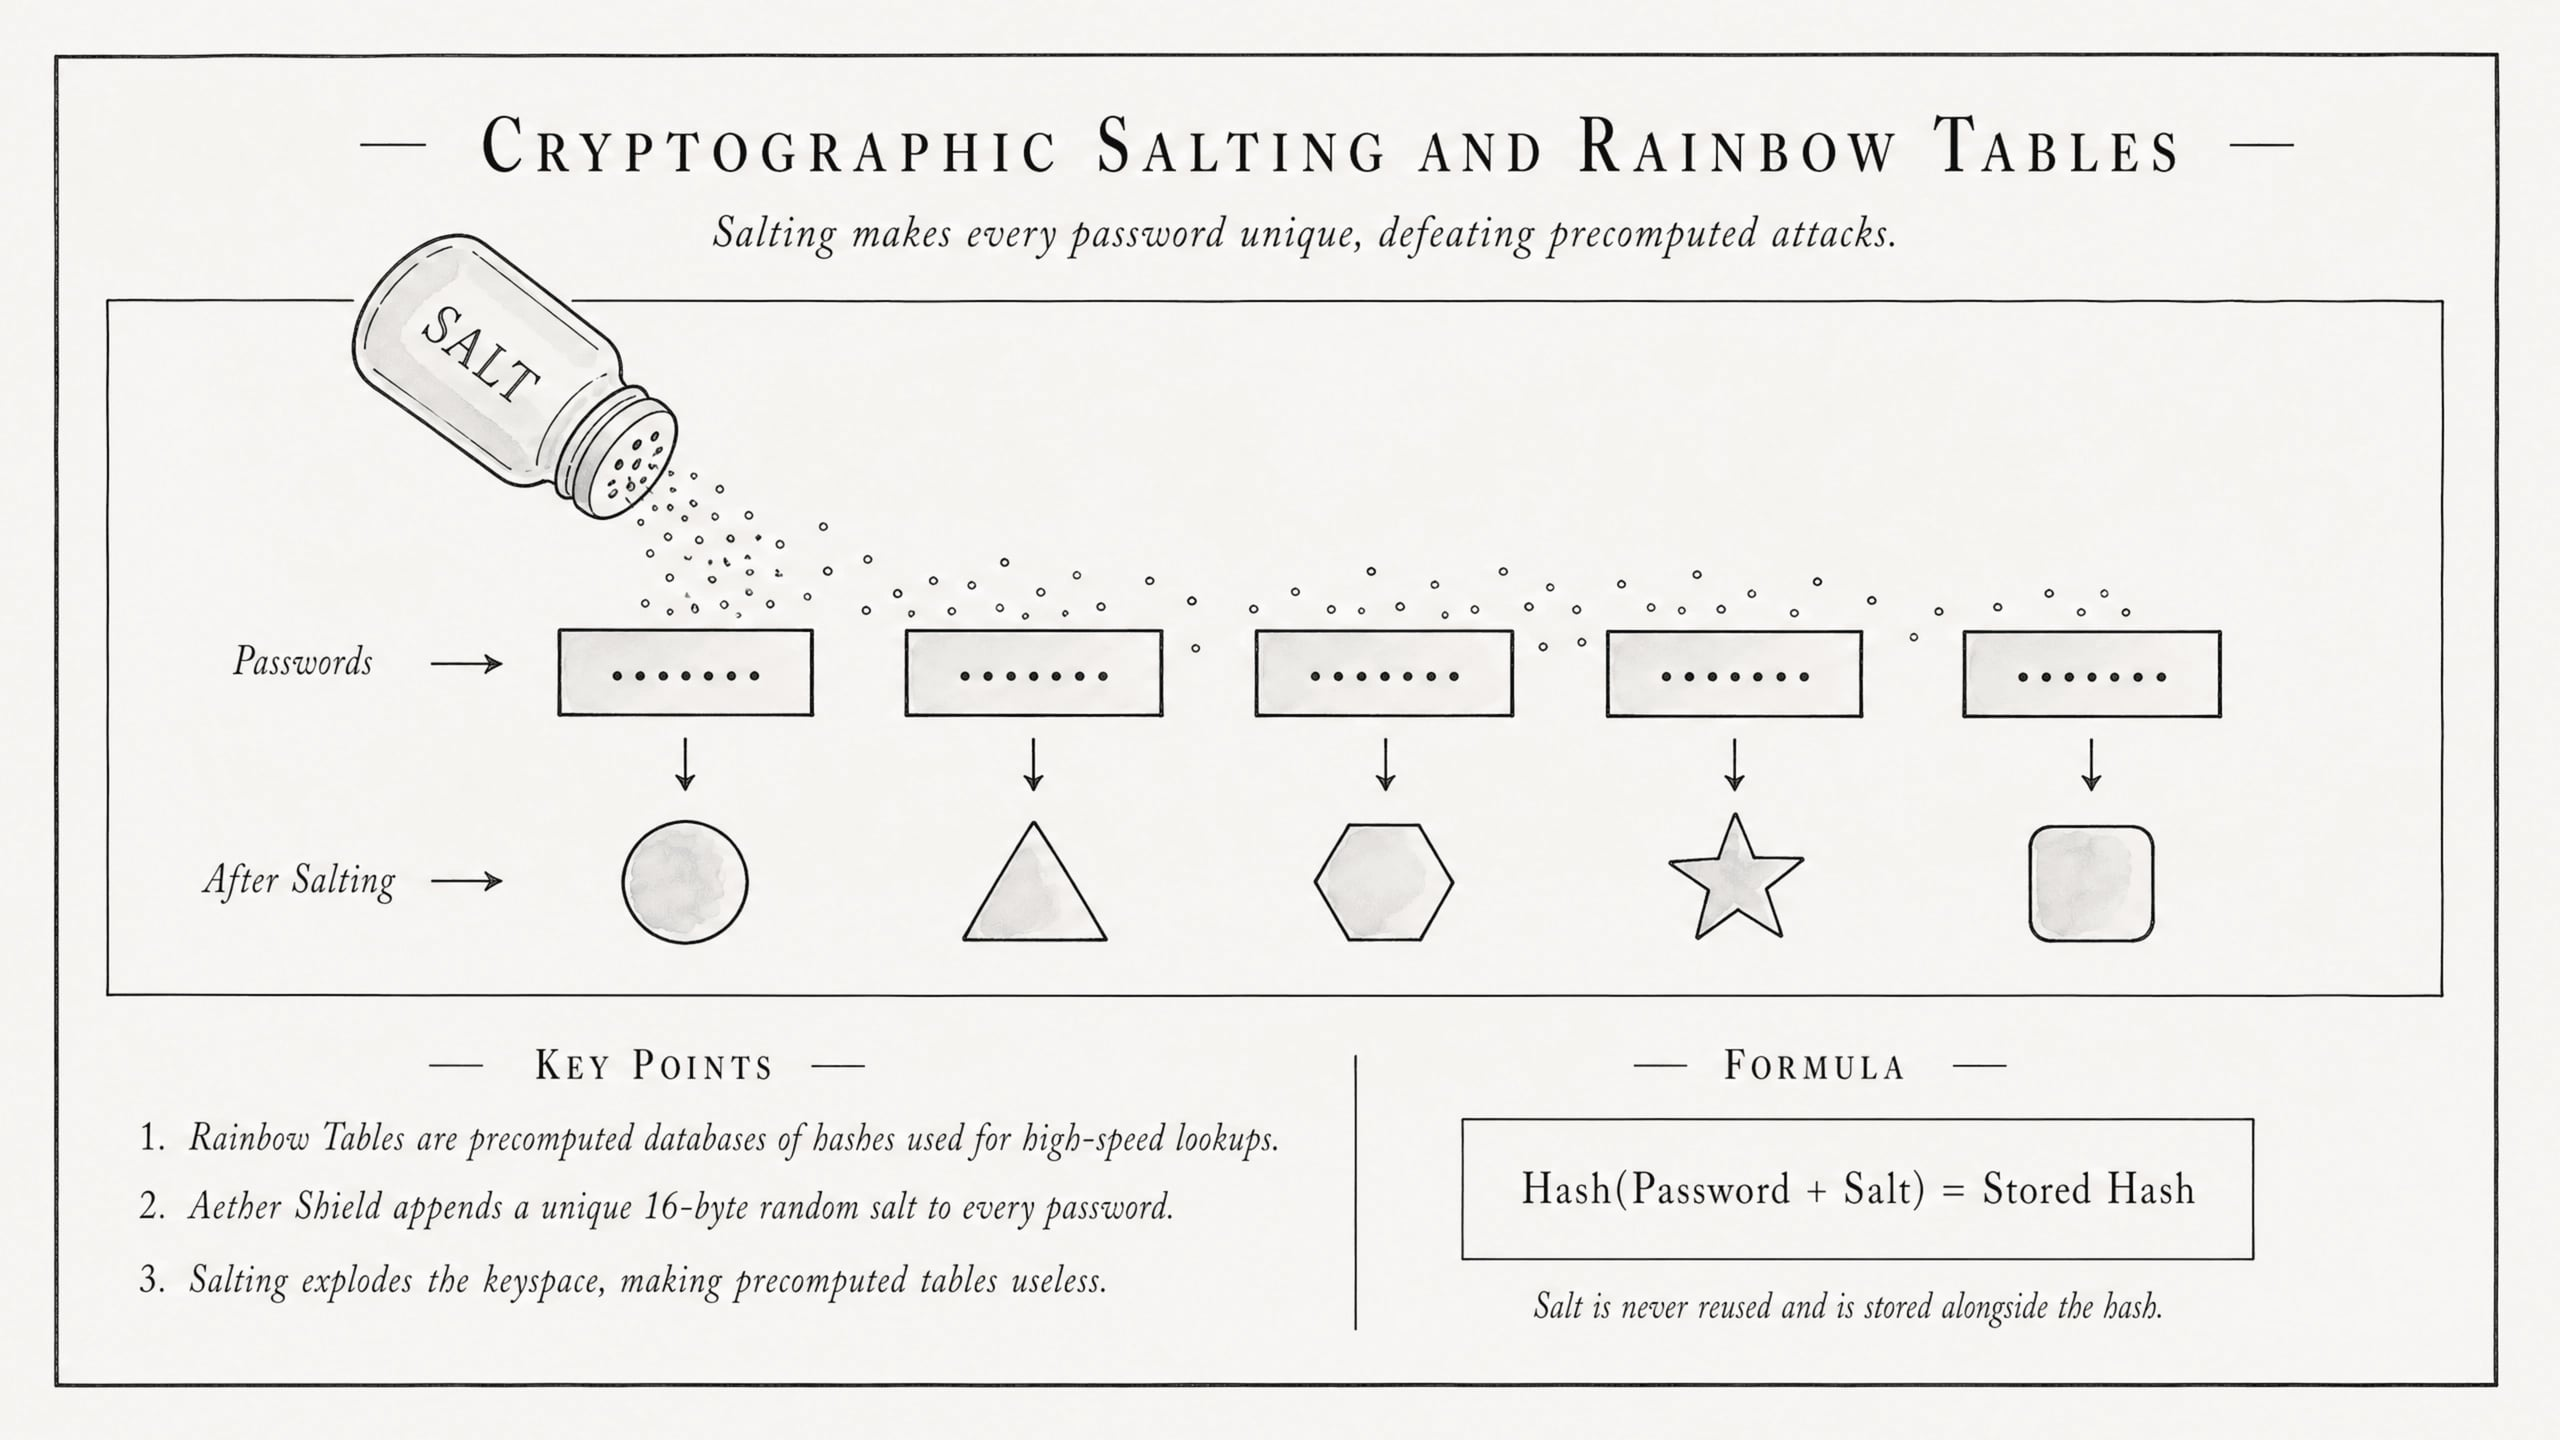 Cryptographic Salting and Rainbow Tables
Salting makes every password unique, defeating precomputed attacks.
SALT
Passwords
After Salting
Key Points
1. Rainbow Tables are precomputed databases of hashes used for high-speed lookups.
2. Aether Shield appends a unique 16-byte random salt to every password.
3. Salting explodes the keyspace, making precomputed tables useless.
Formula
Hash(Password + Salt) = Stored Hash
Salt is never reused and is stored alongside the hash.